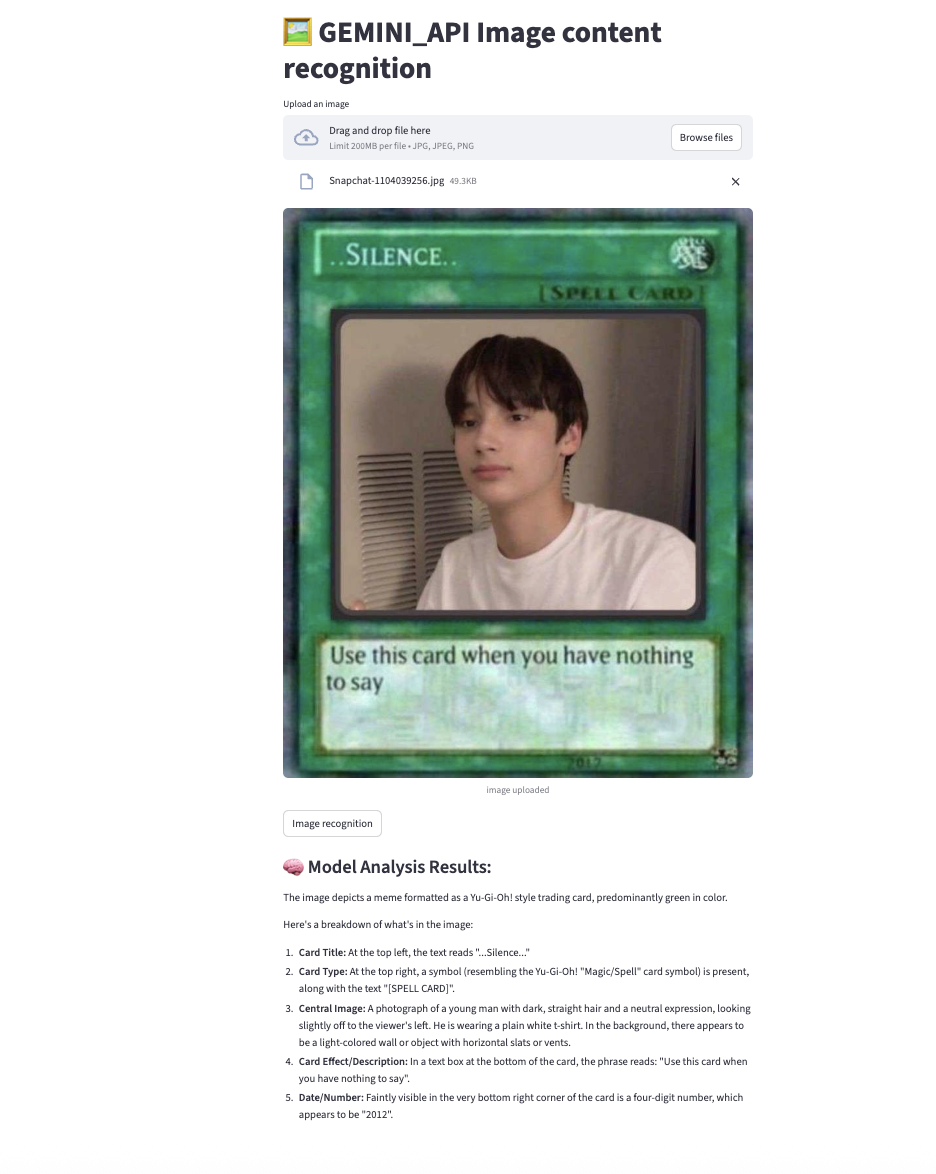 GEMINI_API Image content
recognition
Upload an image
Drag and drop file here
Limit 200MB per file • JPG, JPEG, PNG
Browse files
Snapchat-1104039256.jpg 49.3KB
..SILENCE..
魔
[SPELL CARD]
Use this card when you have nothing
to say
2012
image uploaded
Image recognition
Model Analysis Results:
The image depicts a meme formatted as a Yu-Gi-Oh! style trading card, predominantly green in color.
Here's a breakdown of what's in the image:
1. Card Title: At the top left, the text reads "...Silence..."
2. Card Type: At the top right, a symbol (resembling the Yu-Gi-Oh! "Magic/Spell" card symbol) is present,
along with the text "[SPELL CARD]".
3. Central Image: A photograph of a young man with dark, straight hair and a neutral expression, looking
slightly off to the viewer's left. He is wearing a plain white t-shirt. In the background, there appears to
be a light-colored wall or object with horizontal slats or vents.
4. Card Effect/Description: In a text box at the bottom of the card, the phrase reads: "Use this card when
you have nothing to say".
5. Date/Number: Faintly visible in the very bottom right corner of the card is a four-digit number, which
appears to be "2012".